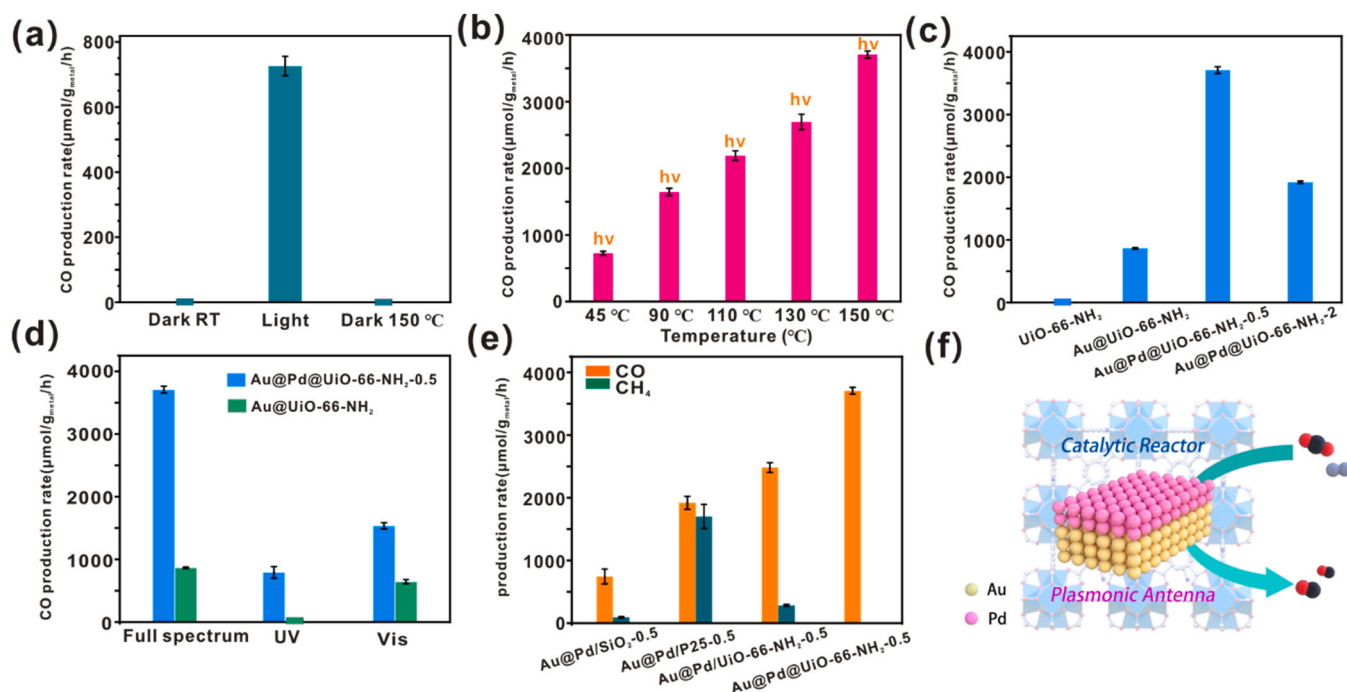 (a)
CO production rate(μmol/g_metal/h)
800
600
400
200
0
Dark RT Light Dark 150 ℃
(b)
CO production rate(μmol/g_metal/h)
4000
3000
2000
1000
0
hv hv hv hv hv
45 ℃ 90 ℃ 110 ℃ 130 ℃ 150 ℃
Temperature (℃)
(c)
CO production rate(μmol/g_metal/h)
4000
3000
2000
1000
0
UiO-66-NH₂
Au@UiO-66-NH₂
Au@Pd@UiO-66-NH₂-0.5
Au@Pd@UiO-66-NH₂-2
(d)
CO production rate(μmol/g_metal/h)
4000
3000
2000
1000
0
Au@Pd@UiO-66-NH₂-0.5
Au@UiO-66-NH₂
Full spectrum UV Vis
(e)
production rate(μmol/g_metal/h)
4000
3000
2000
1000
0
CO
CH₄
Au@Pd/SiO₂-0.5
Au@Pd/P25-0.5
Au@Pd/UiO-66-NH₂-0.5
Au@Pd@UiO-66-NH₂-0.5
(f)
Catalytic Reactor
Plasmonic Antenna
Au
Pd